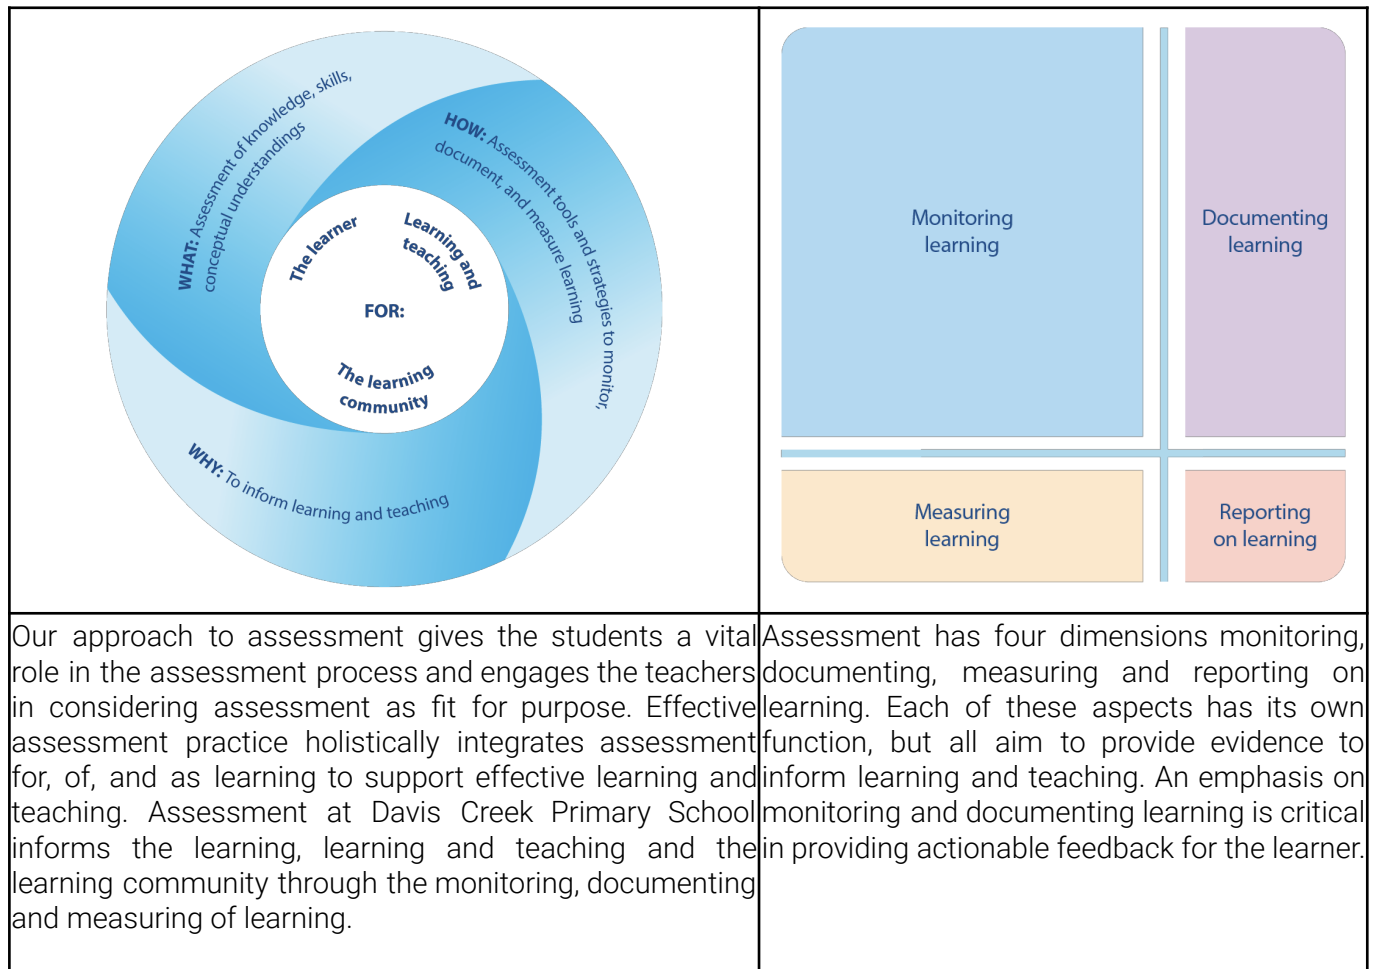 WHAT: Assessment of knowledge, skills,
conceptual understandings
HOW: Assessment tools and strategies to monitor,
document, and measure learning
The learner
Learning and
teaching
FOR:
The learning
community
WHY: To inform learning and teaching
Monitoring
learning
Documenting
learning
Measuring
learning
Reporting
on learning
Our approach to assessment gives the students a vital
role in the assessment process and engages the teachers
in considering assessment as fit for purpose. Effective
assessment practice holistically integrates assessment
for, of, and as learning to support effective learning and
teaching. Assessment at Davis Creek Primary School
informs the learning, learning and teaching and the
learning community through the monitoring, documenting
and measuring of learning.
Assessment has four dimensions monitoring,
documenting, measuring and reporting on
learning. Each of these aspects has its own
function, but all aim to provide evidence to
inform learning and teaching. An emphasis on
monitoring and documenting learning is critical
in providing actionable feedback for the learner.